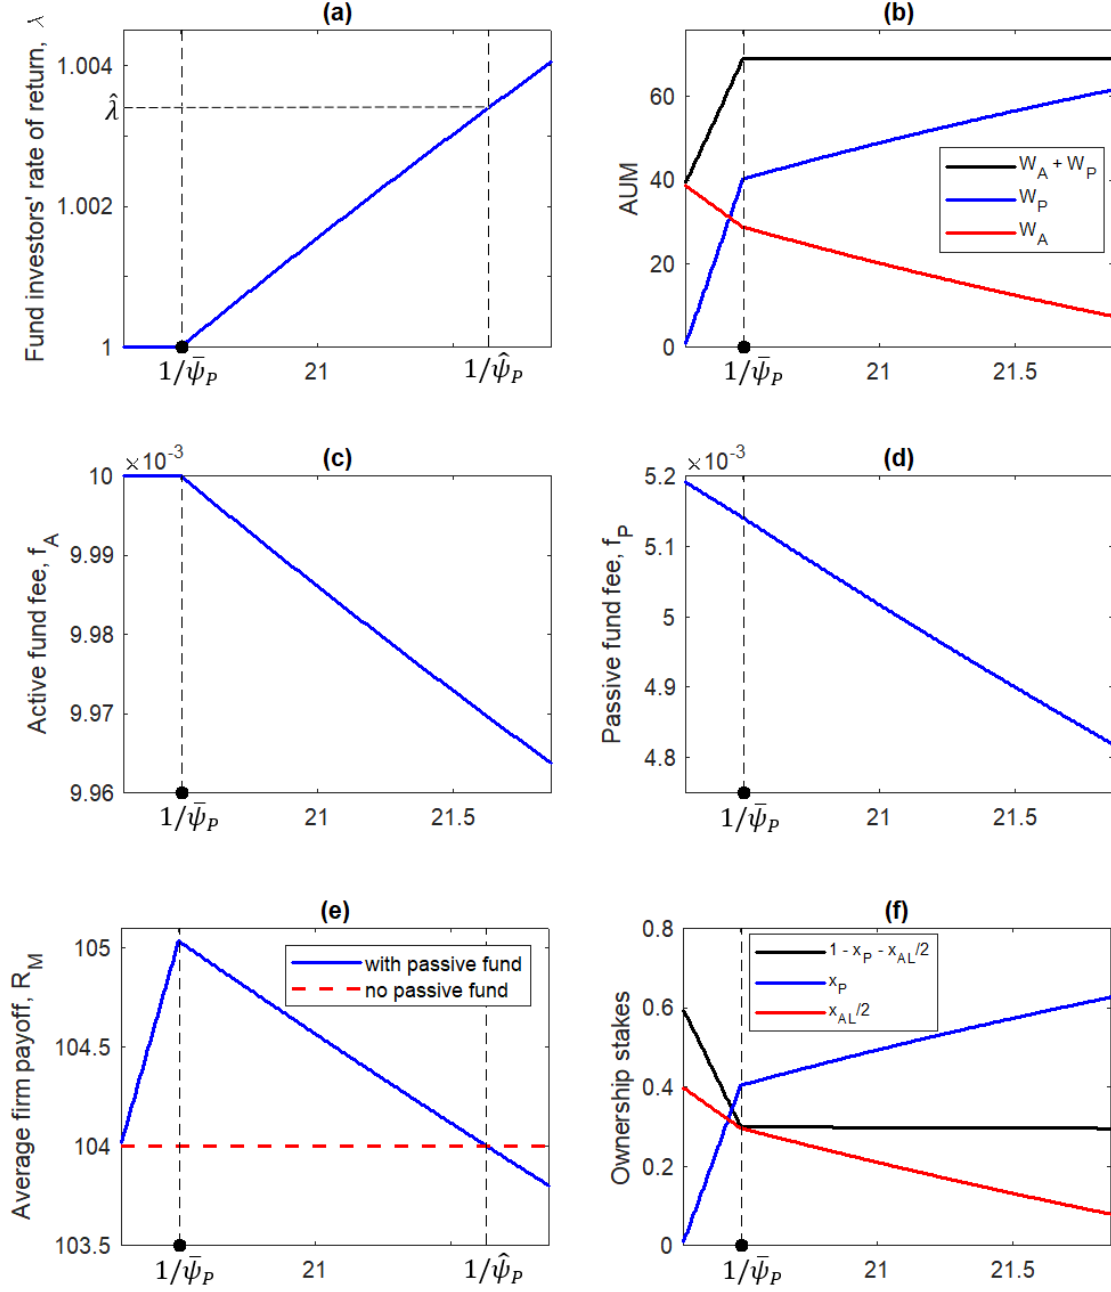 (a)
Fund investors' rate of return, λ
1.004
λ̂
1.002
1
1/ψ̄_P
21
1/ψ̂_P
(b)
AUM
60
40
20
0
W_A + W_P
W_P
W_A
1/ψ̄_P
21
21.5
(c)
×10^-3
Active fund fee, f_A
10
9.99
9.98
9.97
9.96
1/ψ̄_P
21
21.5
(d)
×10^-3
Passive fund fee, f_P
5.2
5.1
5
4.9
4.8
1/ψ̄_P
21
21.5
(e)
Average firm payoff, R_M
105
104.5
104
103.5
with passive fund
no passive fund
1/ψ̄_P
21
1/ψ̂_P
(f)
Ownership stakes
0.8
0.6
0.4
0.2
0
1 - x_P - x_AL/2
x_P
x_AL/2
1/ψ̄_P
21
21.5